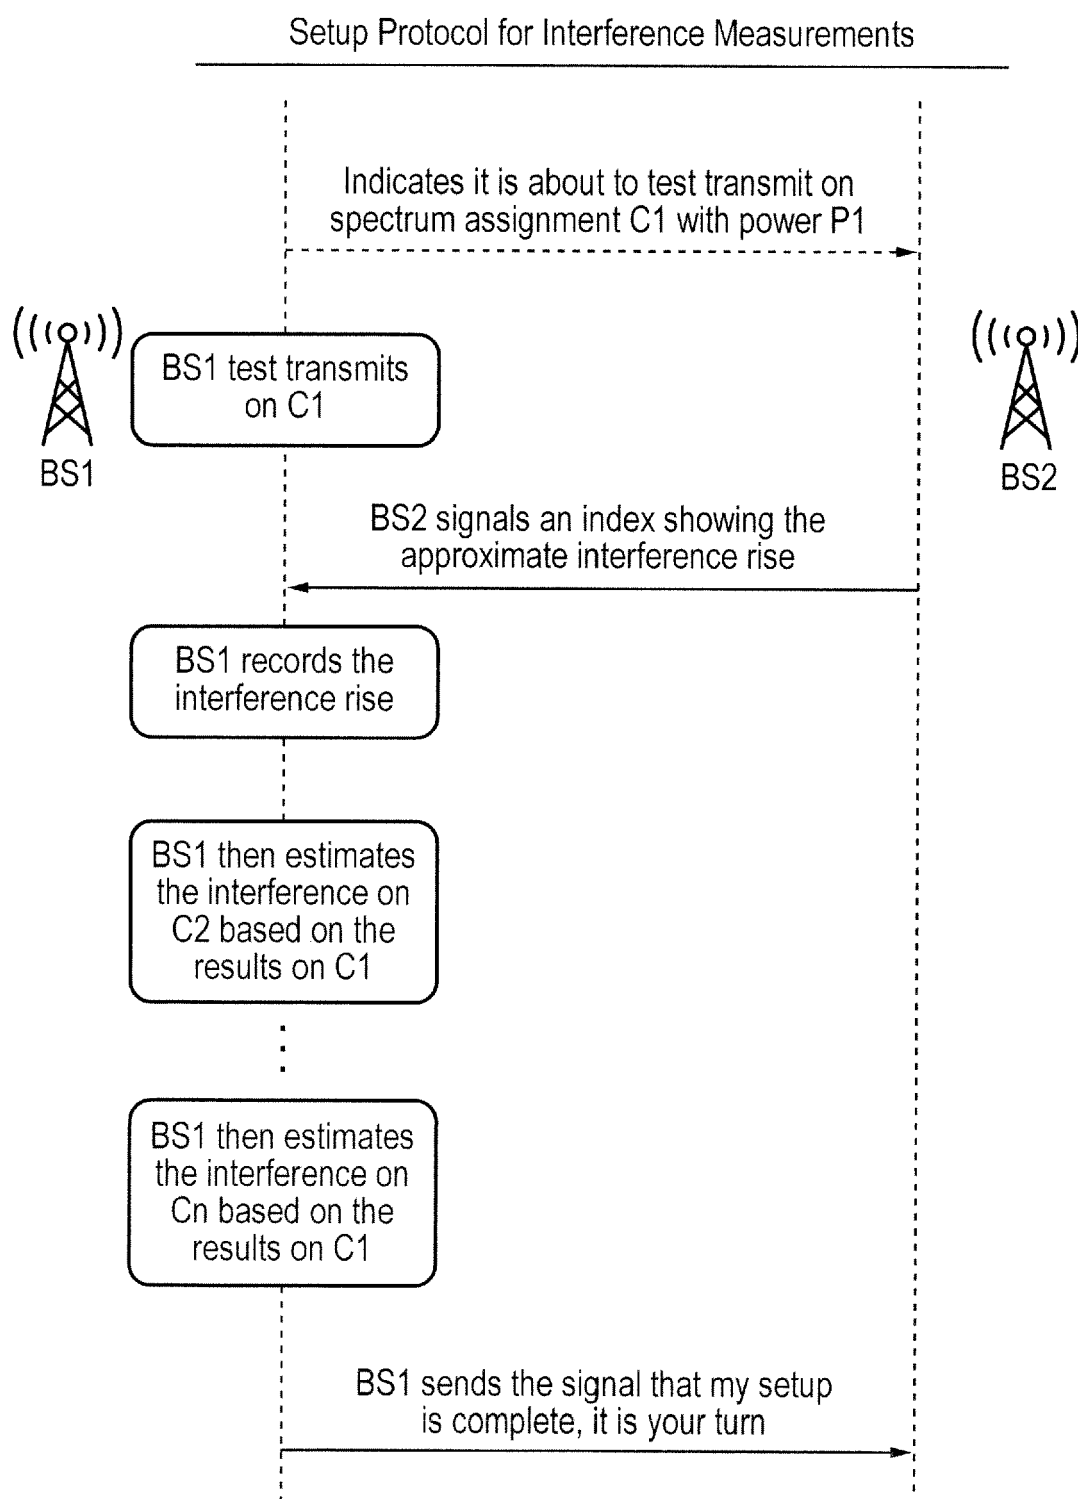 Setup Protocol for Interference Measurements
Indicates it is about to test transmit on
spectrum assignment C1 with power P1
BS1 test transmits
on C1
BS1
BS2
BS2 signals an index showing the
approximate interference rise
BS1 records the
interference rise
BS1 then estimates
the interference on
C2 based on the
results on C1
BS1 then estimates
the interference on
Cn based on the
results on C1
BS1 sends the signal that my setup
is complete, it is your turn